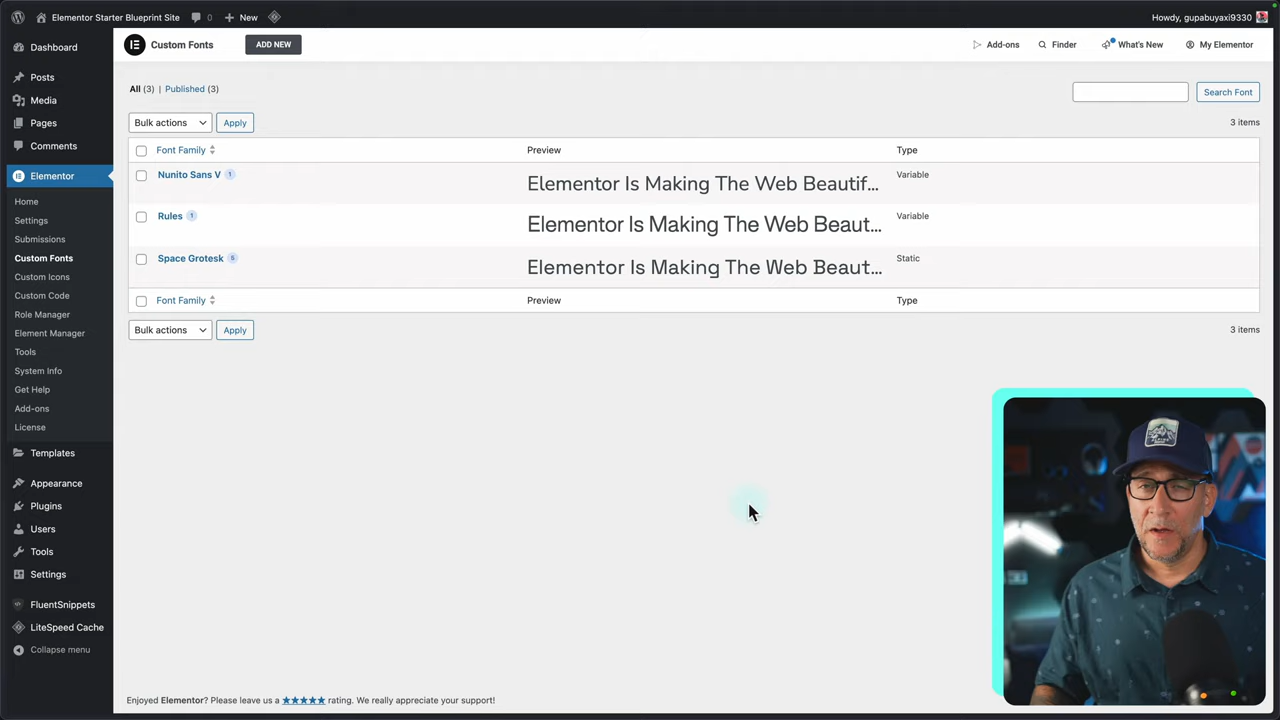 Elementor Starter Blueprint Site 0 New Howdy, gupabuyaxi9330
Dashboard
Posts
Media
Pages
Comments
Elementor
Home
Settings
Submissions
Custom Fonts
Custom Icons
Custom Code
Role Manager
Element Manager
Tools
System Info
Get Help
Add-ons
License
Templates
Appearance
Plugins
Users
Tools
Settings
FluentSnippets
LiteSpeed Cache
Collapse menu
Custom Fonts ADD NEW Add-ons Finder What's New My Elementor
All (3) | Published (3) Search Font
Bulk actions Apply 3 items
Font Family Preview Type
Nunito Sans V 1 Elementor Is Making The Web Beautif... Variable
Rules 1 Elementor Is Making The Web Beaut... Variable
Space Grotesk 5 Elementor Is Making The Web Beaut... Static
Font Family Preview Type
Bulk actions Apply 3 items
Enjoyed Elementor? Please leave us a ★★★★★ rating. We really appreciate your support!